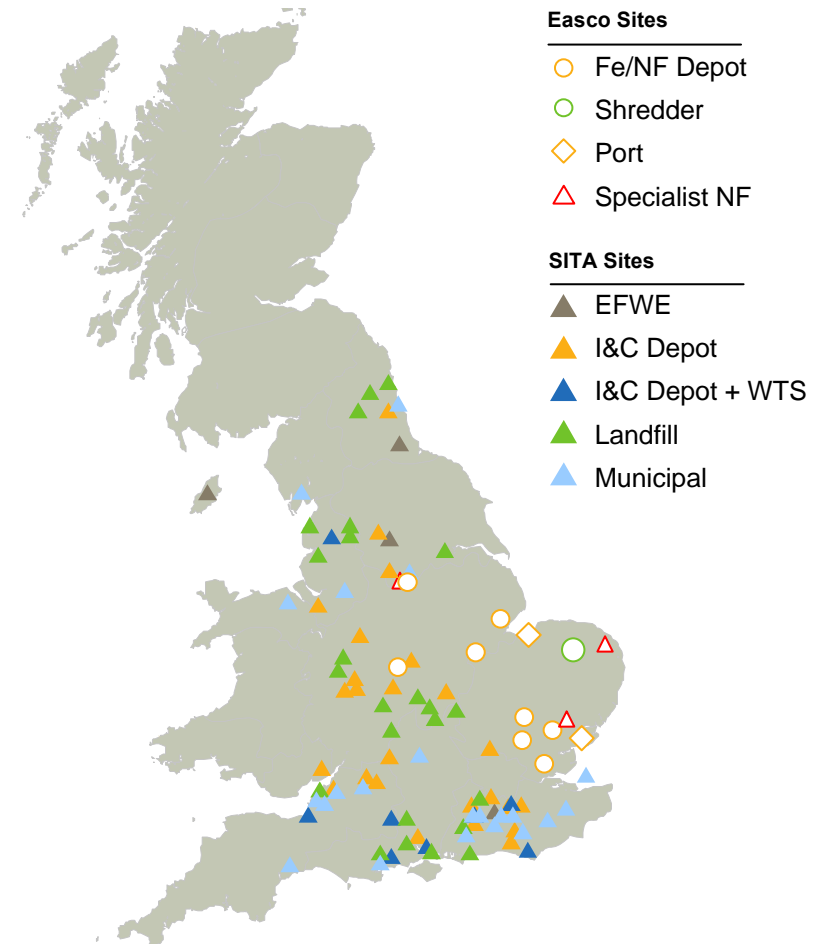 Easco Sites
Fe/NF Depot
Shredder
Port
Specialist NF
SITA Sites
EFWE
I&C Depot
I&C Depot + WTS
Landfill
Municipal